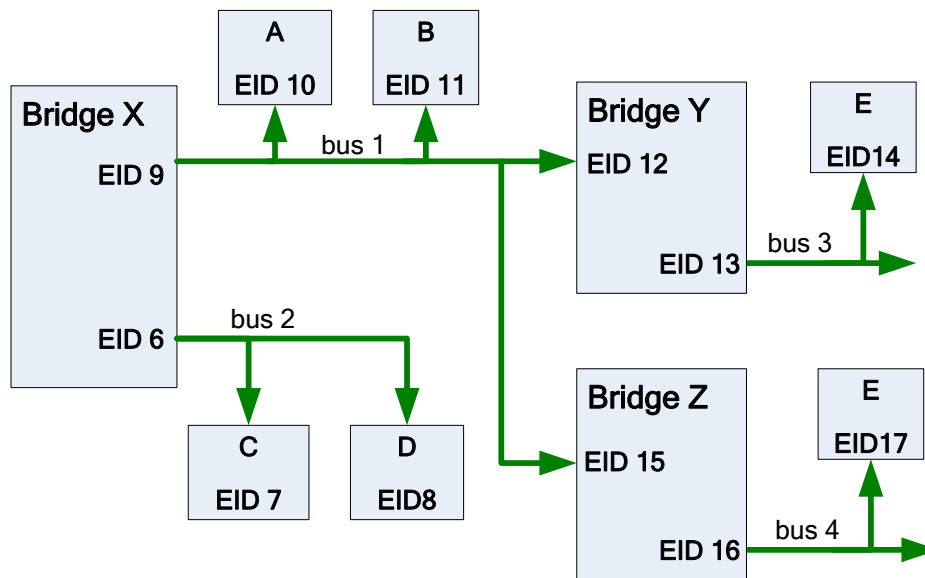 A
EID 10
B
EID 11
Bridge X
EID 9
bus 1
Bridge Y
EID 12
EID 13
E
EID14
bus 3
EID 6
bus 2
C
EID 7
D
EID8
Bridge Z
EID 15
EID 16
E
EID17
bus 4